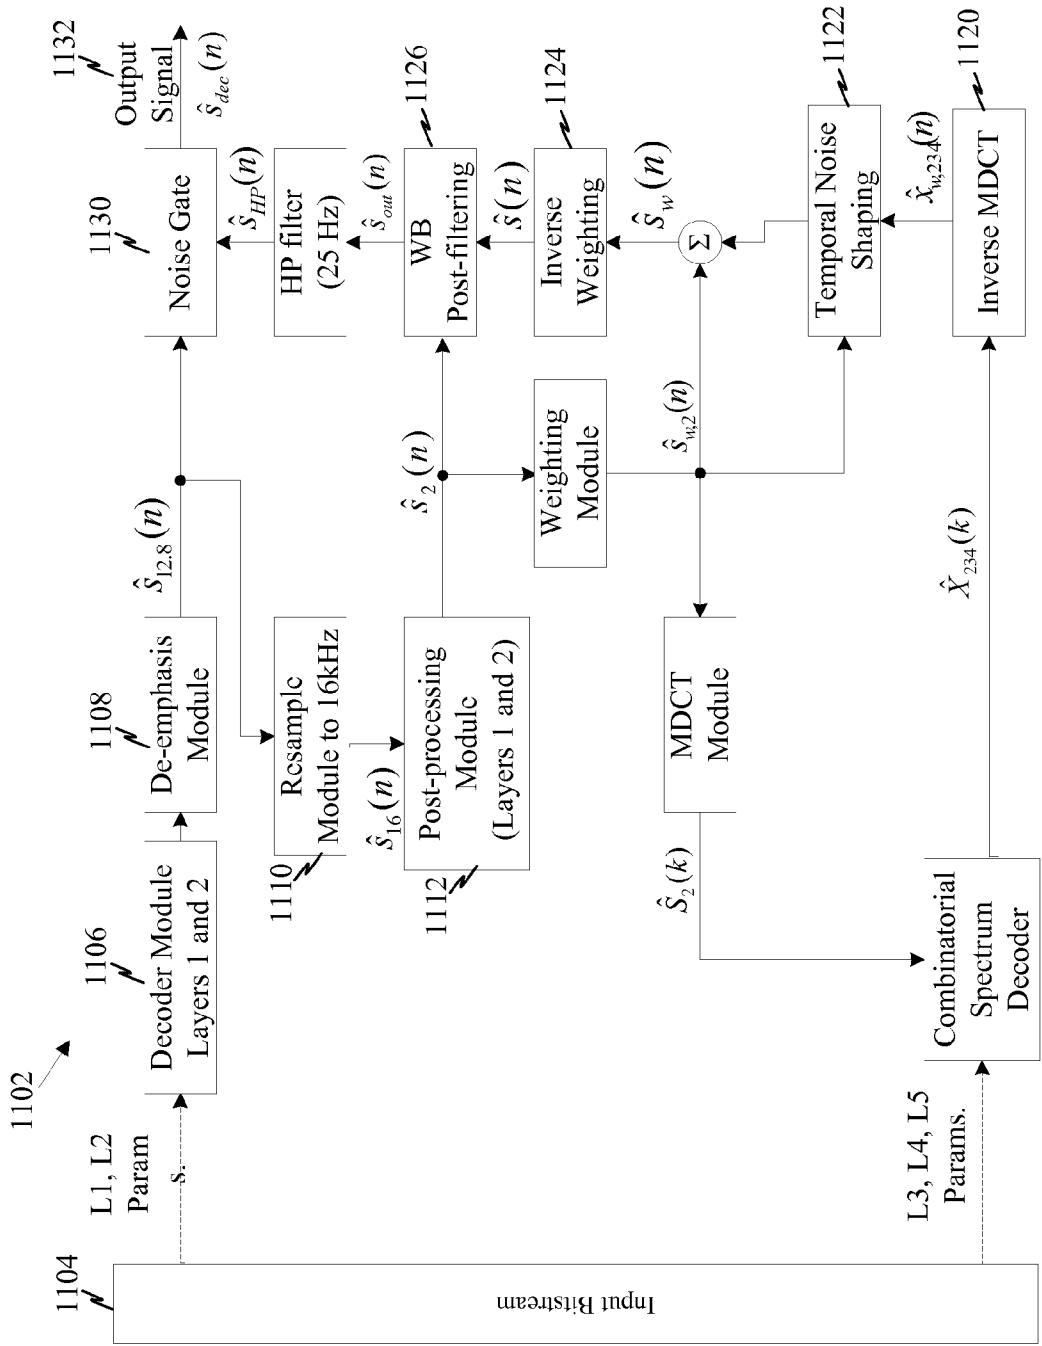 1102
1104
Input Bitstream
L1, L2
Param
s.
1106
Decoder Module
Layers 1 and 2
1108
De-emphasis
Module
ŝ12.8(n)
1130
Noise Gate
1132
Output
Signal
ŝdec(n)
Resample
Module to 16kHz
1110
ŝ16(n)
HP filter
(25 Hz)
ŝHP(n)
Post-processing
Module
(Layers 1 and 2)
1112
ŝ2(n)
WB
Post-filtering
1126
ŝout(n)
Weighting
Module
Inverse
Weighting
1124
ŝ(n)
MDCT
Module
Ŝ2(k)
ŝw,2(n)
Σ
ŝw(n)
Temporal Noise
Shaping
1122
L3, L4, L5
Params.
Combinatorial
Spectrum
Decoder
X̂234(k)
Inverse MDCT
1120
x̂w,234(n)